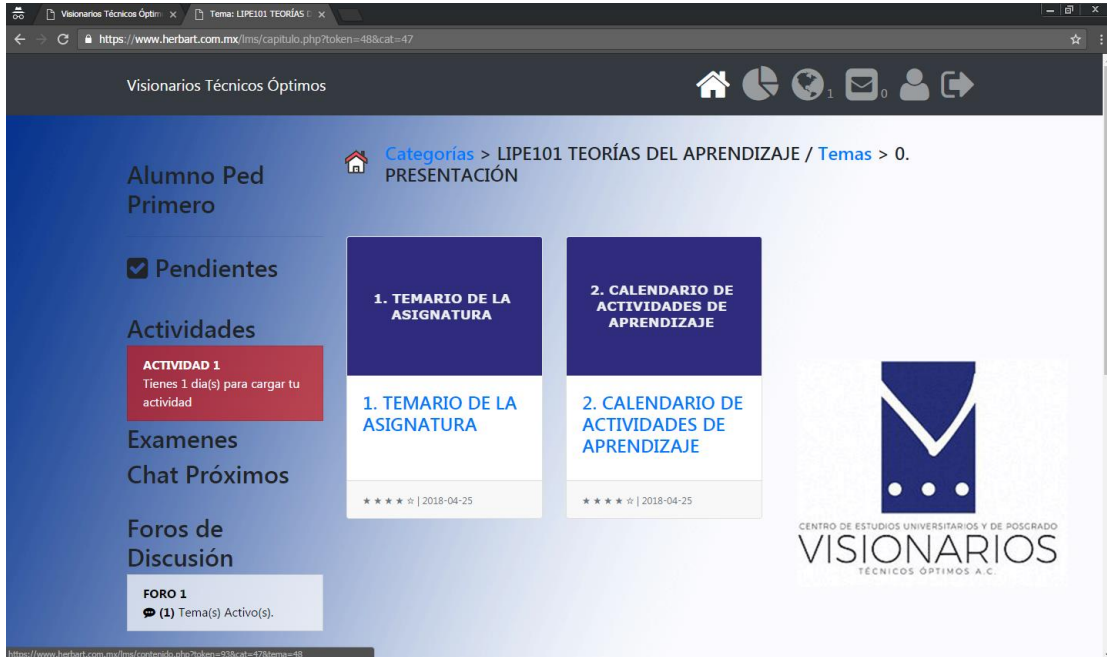 Visionarios Técnicos Óptim
Tema: LIPE101 TEORÍAS D
https://www.herbart.com.mx/lms/capitulo.php?token=48&cat=47
Visionarios Técnicos Óptimos
1
0
Alumno Ped
Primero
Pendientes
Actividades
ACTIVIDAD 1
Tienes 1 dia(s) para cargar tu
actividad
Examenes
Chat Próximos
Foros de
Discusión
FORO 1
(1) Tema(s) Activo(s).
Categorías > LIPE101 TEORÍAS DEL APRENDIZAJE / Temas > 0.
PRESENTACIÓN
1. TEMARIO DE LA
ASIGNATURA
1. TEMARIO DE LA
ASIGNATURA
★ ★ ★ ★ ☆ | 2018-04-25
2. CALENDARIO DE
ACTIVIDADES DE
APRENDIZAJE
2. CALENDARIO DE
ACTIVIDADES DE
APRENDIZAJE
★ ★ ★ ★ ☆ | 2018-04-25
CENTRO DE ESTUDIOS UNIVERSITARIOS Y DE POSGRADO
VISIONARIOS
TÉCNICOS ÓPTIMOS A.C.
https://www.herbart.com.mx/lms/contenido.php?token=93&cat=47&tema=48